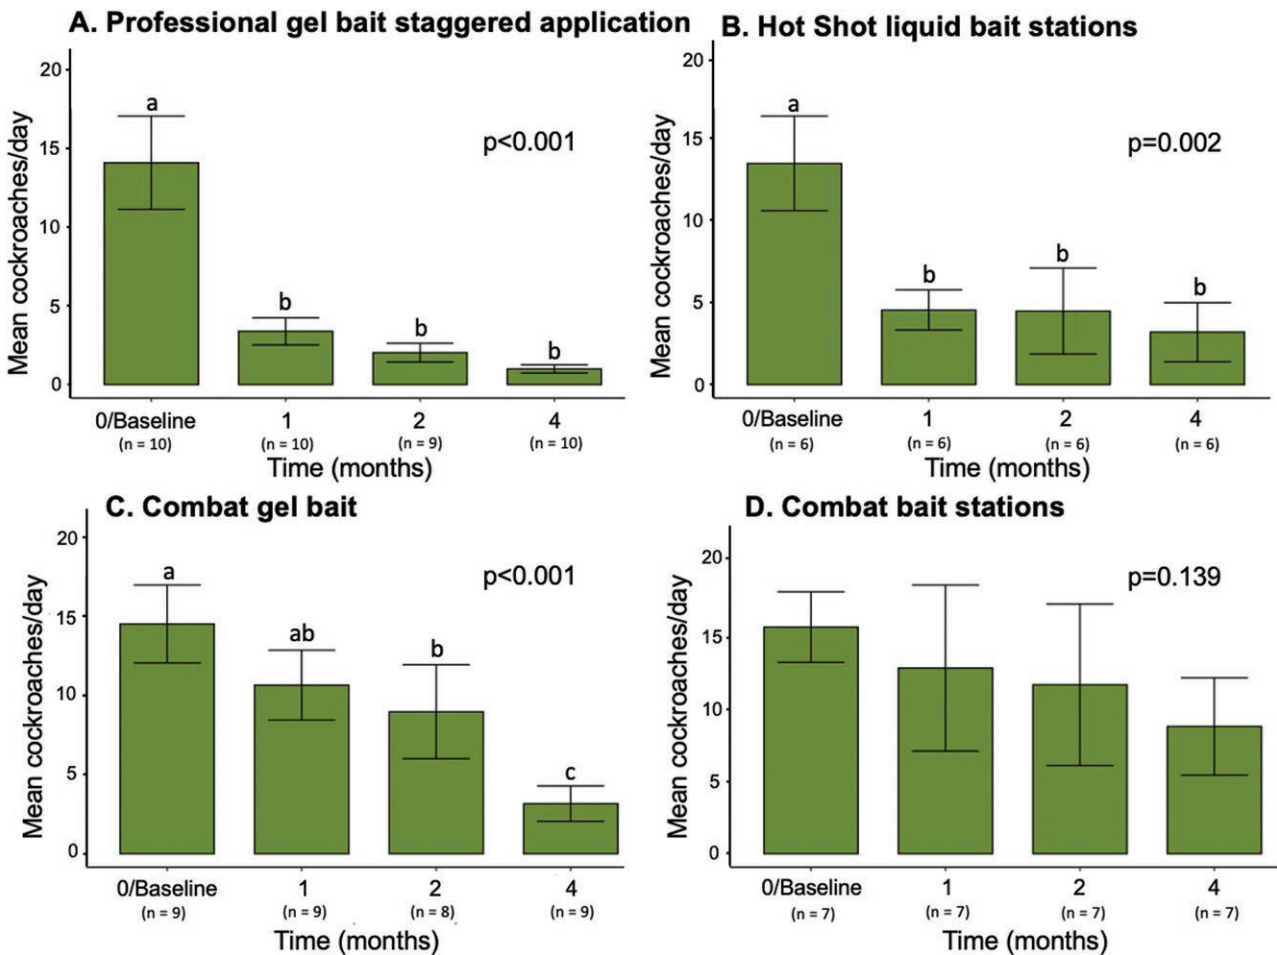 A. Professional gel bait staggered application
Mean cockroaches/day
20
15
10
5
0
a
b
b
b
p<0.001
0/Baseline 1 2 4
(n = 10) (n = 10) (n = 9) (n = 10)
Time (months)
B. Hot Shot liquid bait stations
Mean cockroaches/day
20
15
10
5
0
a
b
b
b
p=0.002
0/Baseline 1 2 4
(n = 6) (n = 6) (n = 6) (n = 6)
Time (months)
C. Combat gel bait
Mean cockroaches/day
20
15
10
5
0
a
ab
b
c
p<0.001
0/Baseline 1 2 4
(n = 9) (n = 9) (n = 8) (n = 9)
Time (months)
D. Combat bait stations
Mean cockroaches/day
20
15
10
5
0
p=0.139
0/Baseline 1 2 4
(n = 7) (n = 7) (n = 7) (n = 7)
Time (months)